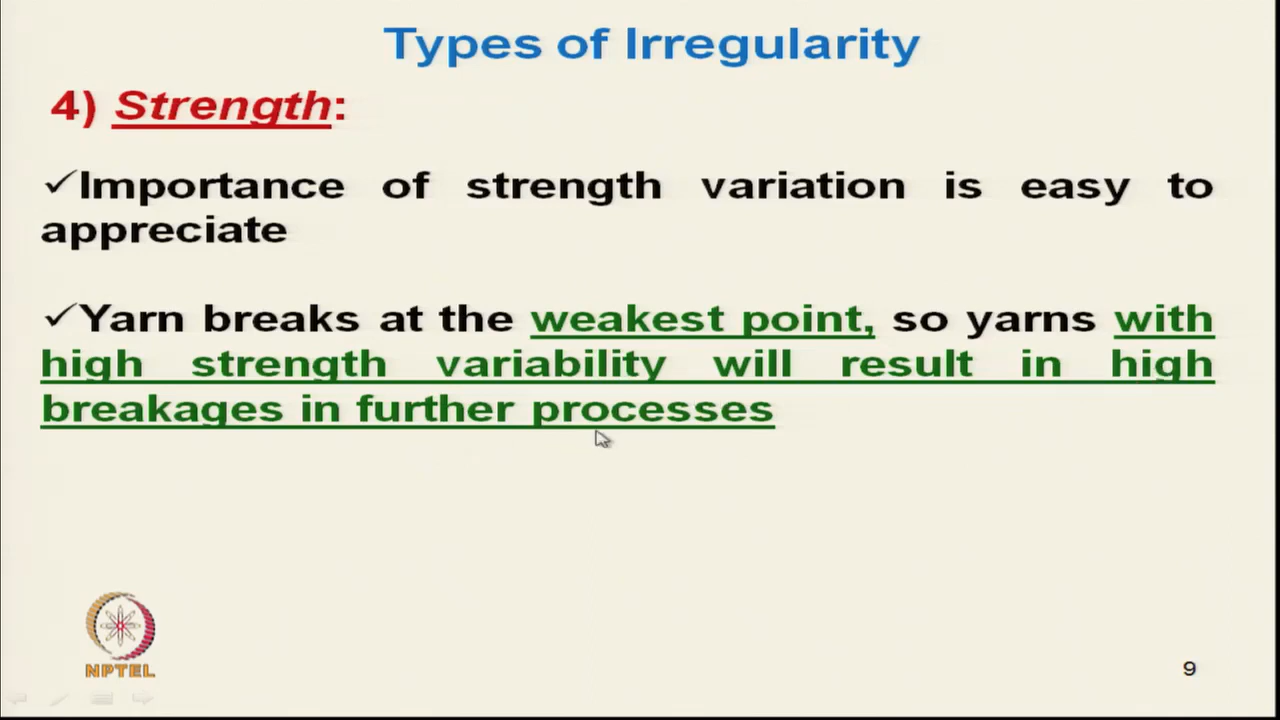 Types of Irregularity
4) Strength:
✓Importance of strength variation is easy to
appreciate
✓Yarn breaks at the weakest point, so yarns with
high strength variability will result in high
breakages in further processes
NPTEL
9